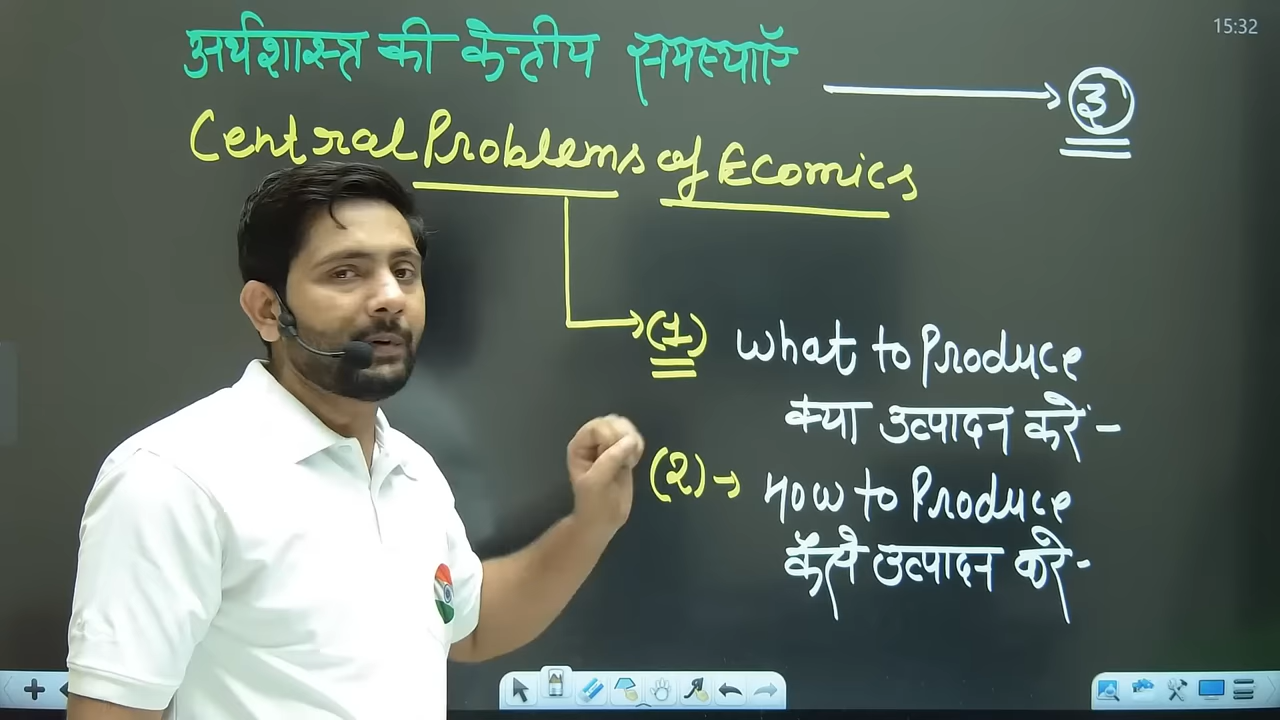 15:32
अर्थशास्त्र की केन्द्रीय समस्याएँ
३
Central Problems of Ecomics
(1) What to Produce
क्या उत्पादन करें -
(2) → How to Produce
कैसे उत्पादन करे -